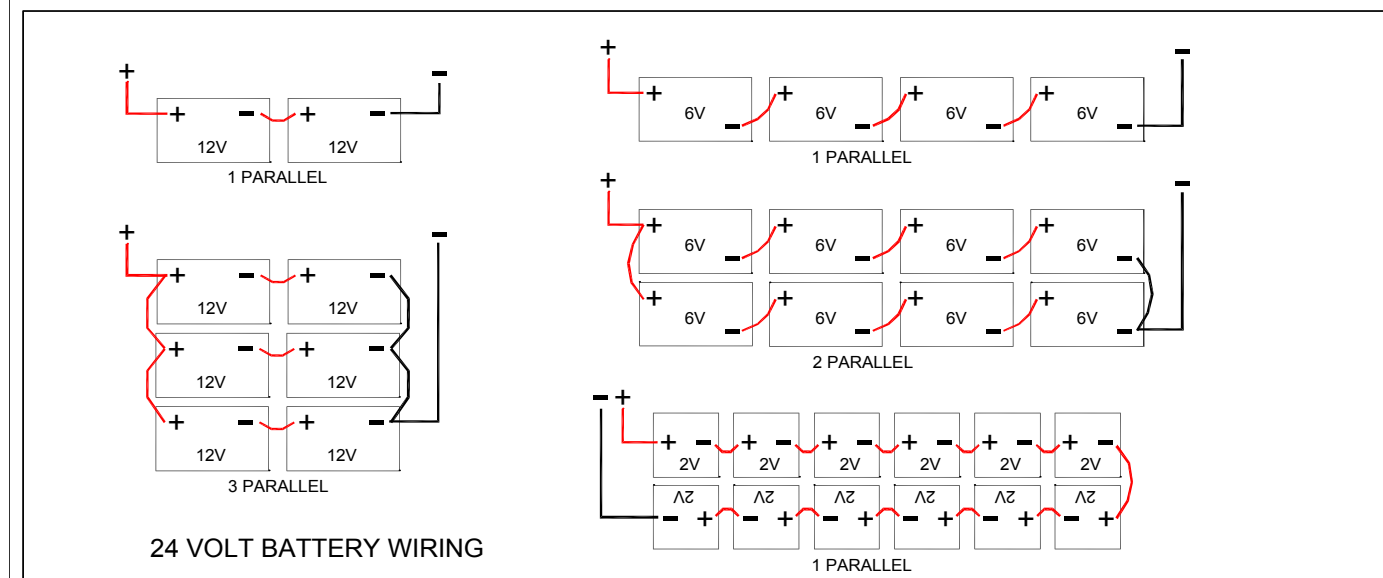 + -
+ - + -
12V 12V
1 PARALLEL
+ -
+ - + -
12V 12V
+ - + -
12V 12V
+ - + -
12V 12V
3 PARALLEL
24 VOLT BATTERY WIRING
+ -
+ + + +
6V 6V 6V 6V
- - - -
1 PARALLEL
+ -
+ + + +
6V 6V 6V 6V
- - - -
+ + + +
6V 6V 6V 6V
- - - -
2 PARALLEL
- +
+ - + - + - + - + - + -
2V 2V 2V 2V 2V 2V
2V 2V 2V 2V 2V 2V
- + - + - + - + - + - +
1 PARALLEL